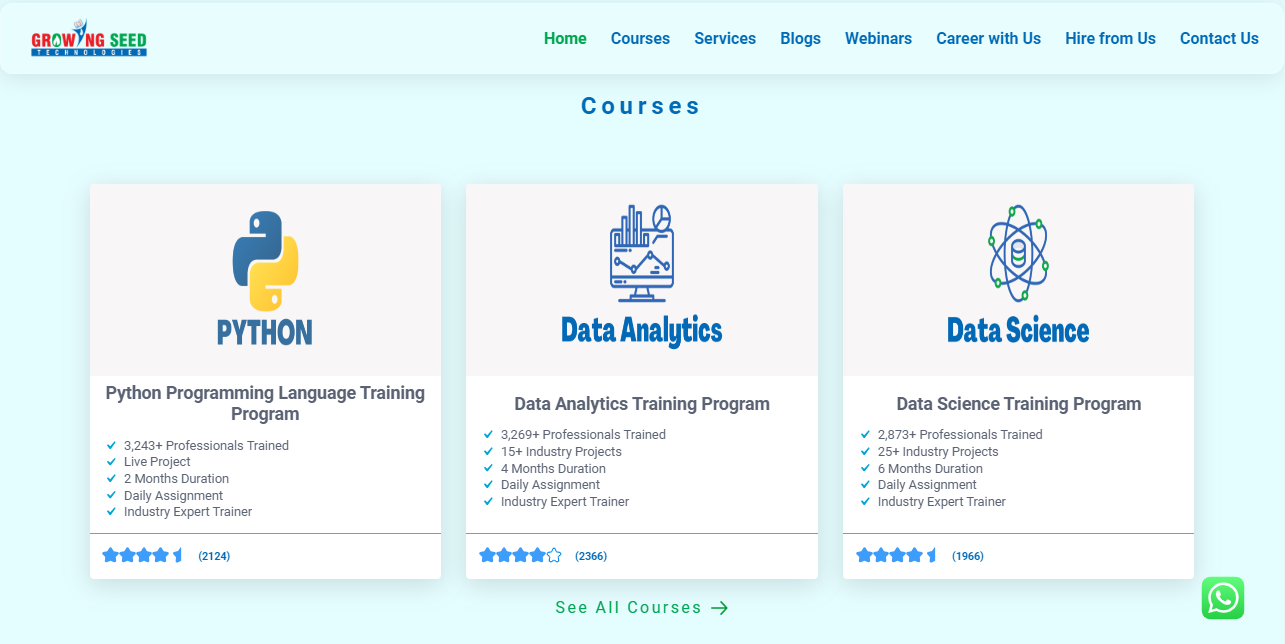 GROWING SEED
TECHNOLOGIES
Home Courses Services Blogs Webinars Career with Us Hire from Us Contact Us
Courses
PYTHON
Python Programming Language Training
Program
3,243+ Professionals Trained
Live Project
2 Months Duration
Daily Assignment
Industry Expert Trainer
(2124)
Data Analytics
Data Analytics Training Program
3,269+ Professionals Trained
15+ Industry Projects
4 Months Duration
Daily Assignment
Industry Expert Trainer
(2366)
Data Science
Data Science Training Program
2,873+ Professionals Trained
25+ Industry Projects
6 Months Duration
Daily Assignment
Industry Expert Trainer
(1966)
See All Courses